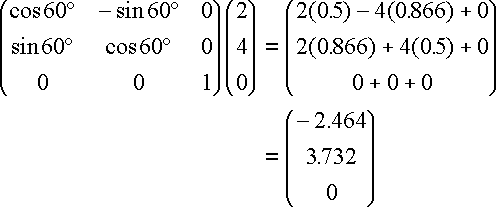 cos60° −sin60° 0 2 2(0.5) − 4(0.866) + 0
sin60° cos60° 0 4 = 2(0.866) + 4(0.5) + 0
0 0 1 0 0 + 0 + 0
−2.464
= 3.732
0